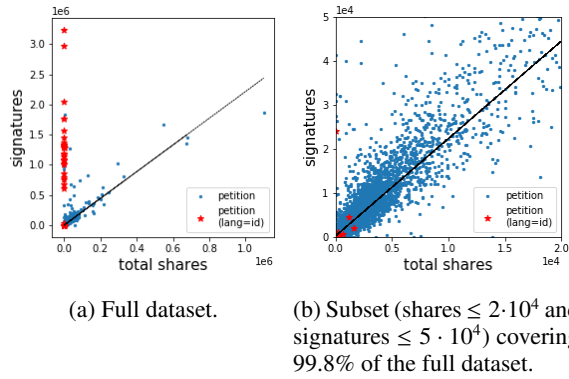 1e6
3.0
2.5
2.0
1.5
1.0
0.5
0.0
signatures
petition
petition
(lang=id)
0.0 0.2 0.4 0.6 0.8 1.0
1e6
total shares
(a) Full dataset.
1e4
5
4
3
2
1
0
signatures
petition
petition
(lang=id)
0.0 0.5 1.0 1.5 2.0
1e4
total shares
(b) Subset (shares ≤ 2·10⁴ and
signatures ≤ 5 · 10⁴) covering
99.8% of the full dataset.